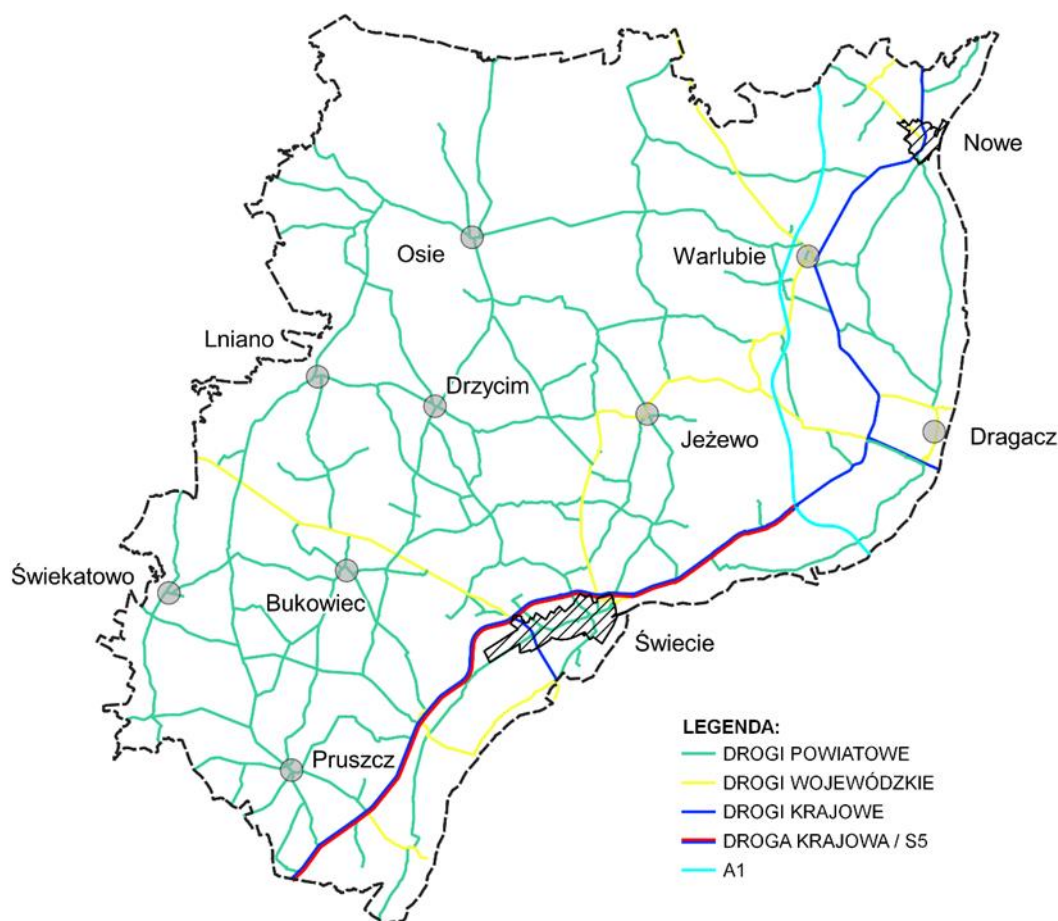 Nowe
Osie
Warlubie
Lniano
Drzycim
Jeżewo
Dragacz
Świekatowo
Bukowiec
Świecie
Pruszcz
LEGENDA:
DROGI POWIATOWE
DROGI WOJEWÓDZKIE
DROGI KRAJOWE
DROGA KRAJOWA / S5
A1